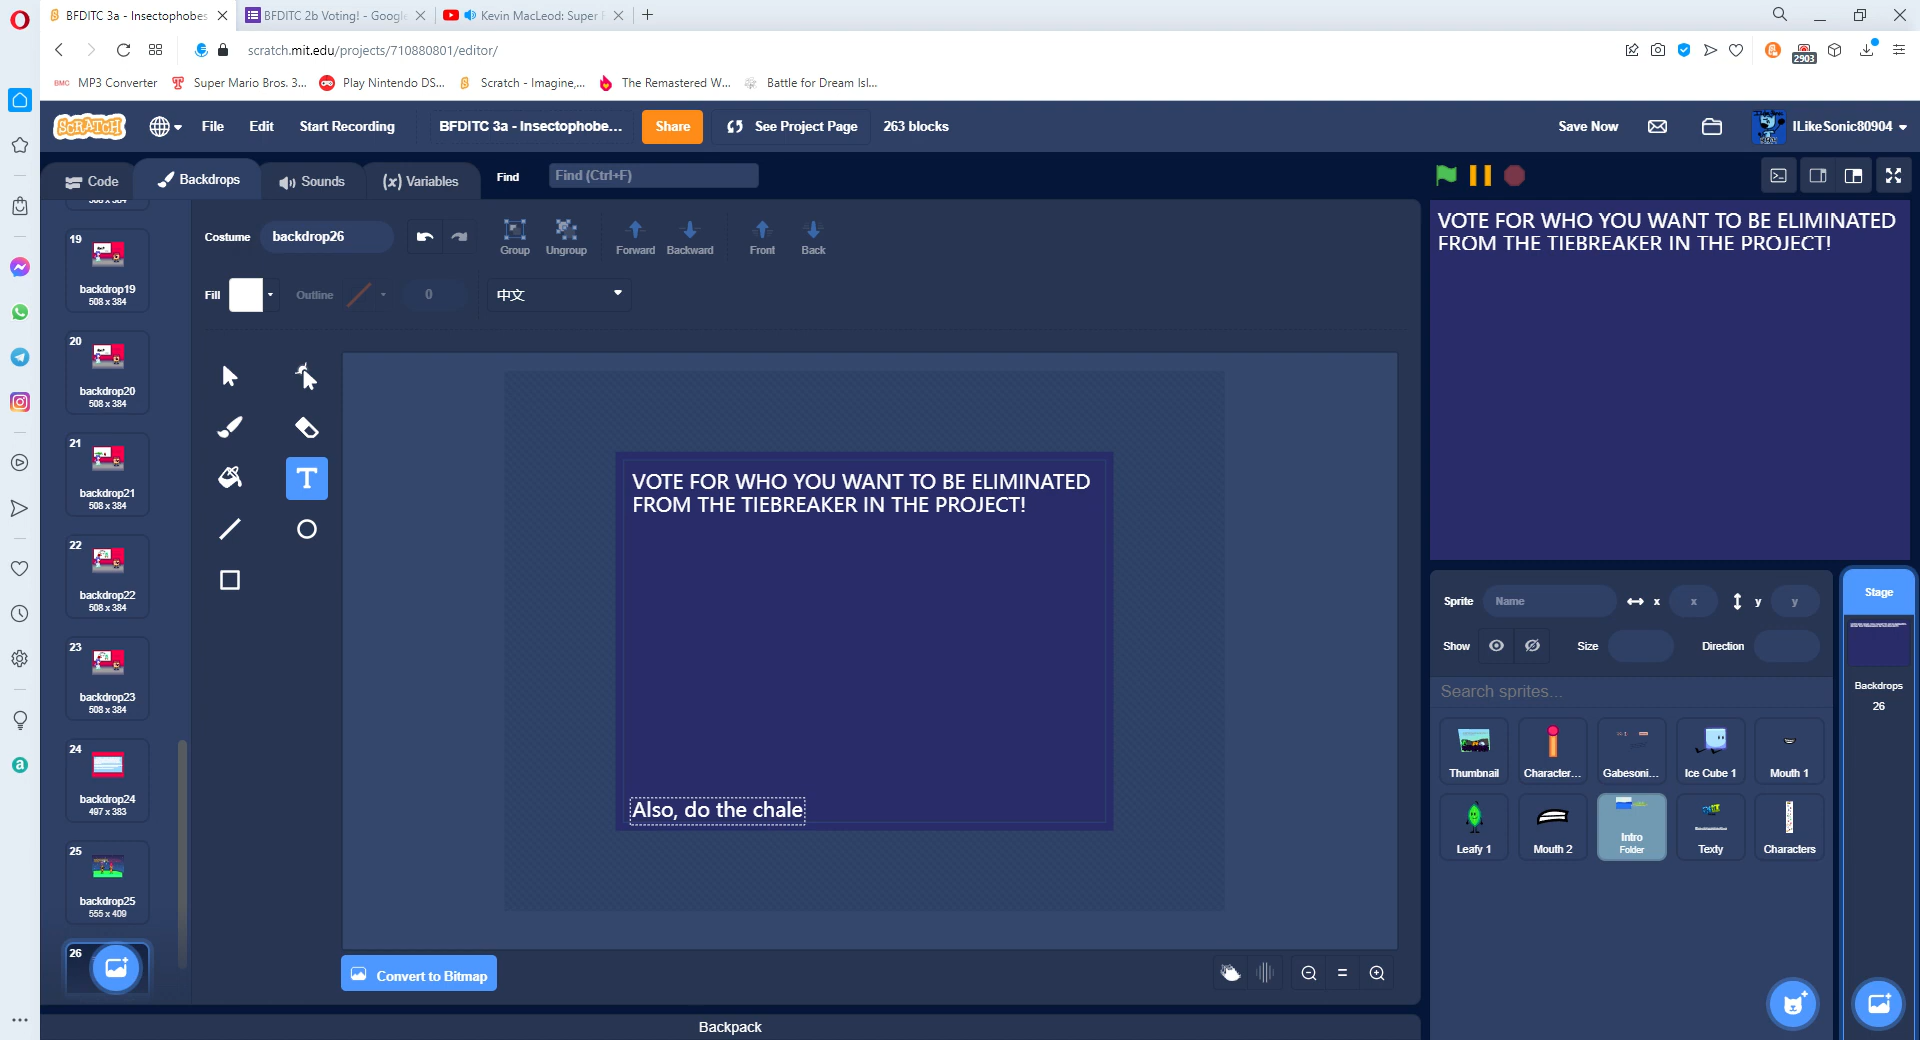 BFDITC 3a - Insectophobes
BFDITC 2b Voting! - Google
Kevin MacLeod: Super
scratch.mit.edu/projects/710880801/editor/
2903
BMC MP3 Converter
Super Mario Bros. 3...
Play Nintendo DS...
Scratch - Imagine,...
The Remastered W...
Battle for Dream Isl...
SCRATCH
File
Edit
Start Recording
BFDITC 3a - Insectophobe...
Share
See Project Page
263 blocks
Save Now
ILikeSonic80904
Code
Backdrops
Sounds
(x) Variables
Find
Find (Ctrl+F)
508 x 384
19
backdrop19
508 x 384
20
backdrop20
508 x 384
21
backdrop21
508 x 384
22
backdrop22
508 x 384
23
backdrop23
508 x 384
24
backdrop24
497 x 383
25
backdrop25
555 x 409
26
Costume
backdrop26
Group
Ungroup
Forward
Backward
Front
Back
Fill
Outline
0
中文
T
VOTE FOR WHO YOU WANT TO BE ELIMINATED
FROM THE TIEBREAKER IN THE PROJECT!
Also, do the chale
Convert to Bitmap
Backpack
VOTE FOR WHO YOU WANT TO BE ELIMINATED
FROM THE TIEBREAKER IN THE PROJECT!
Sprite
Name
x
x
y
y
Show
Size
Direction
Search sprites...
Thumbnail
Character...
Gabesoni...
Ice Cube 1
Mouth 1
Leafy 1
Mouth 2
Intro
Folder
Texty
Characters
Stage
Backdrops
26